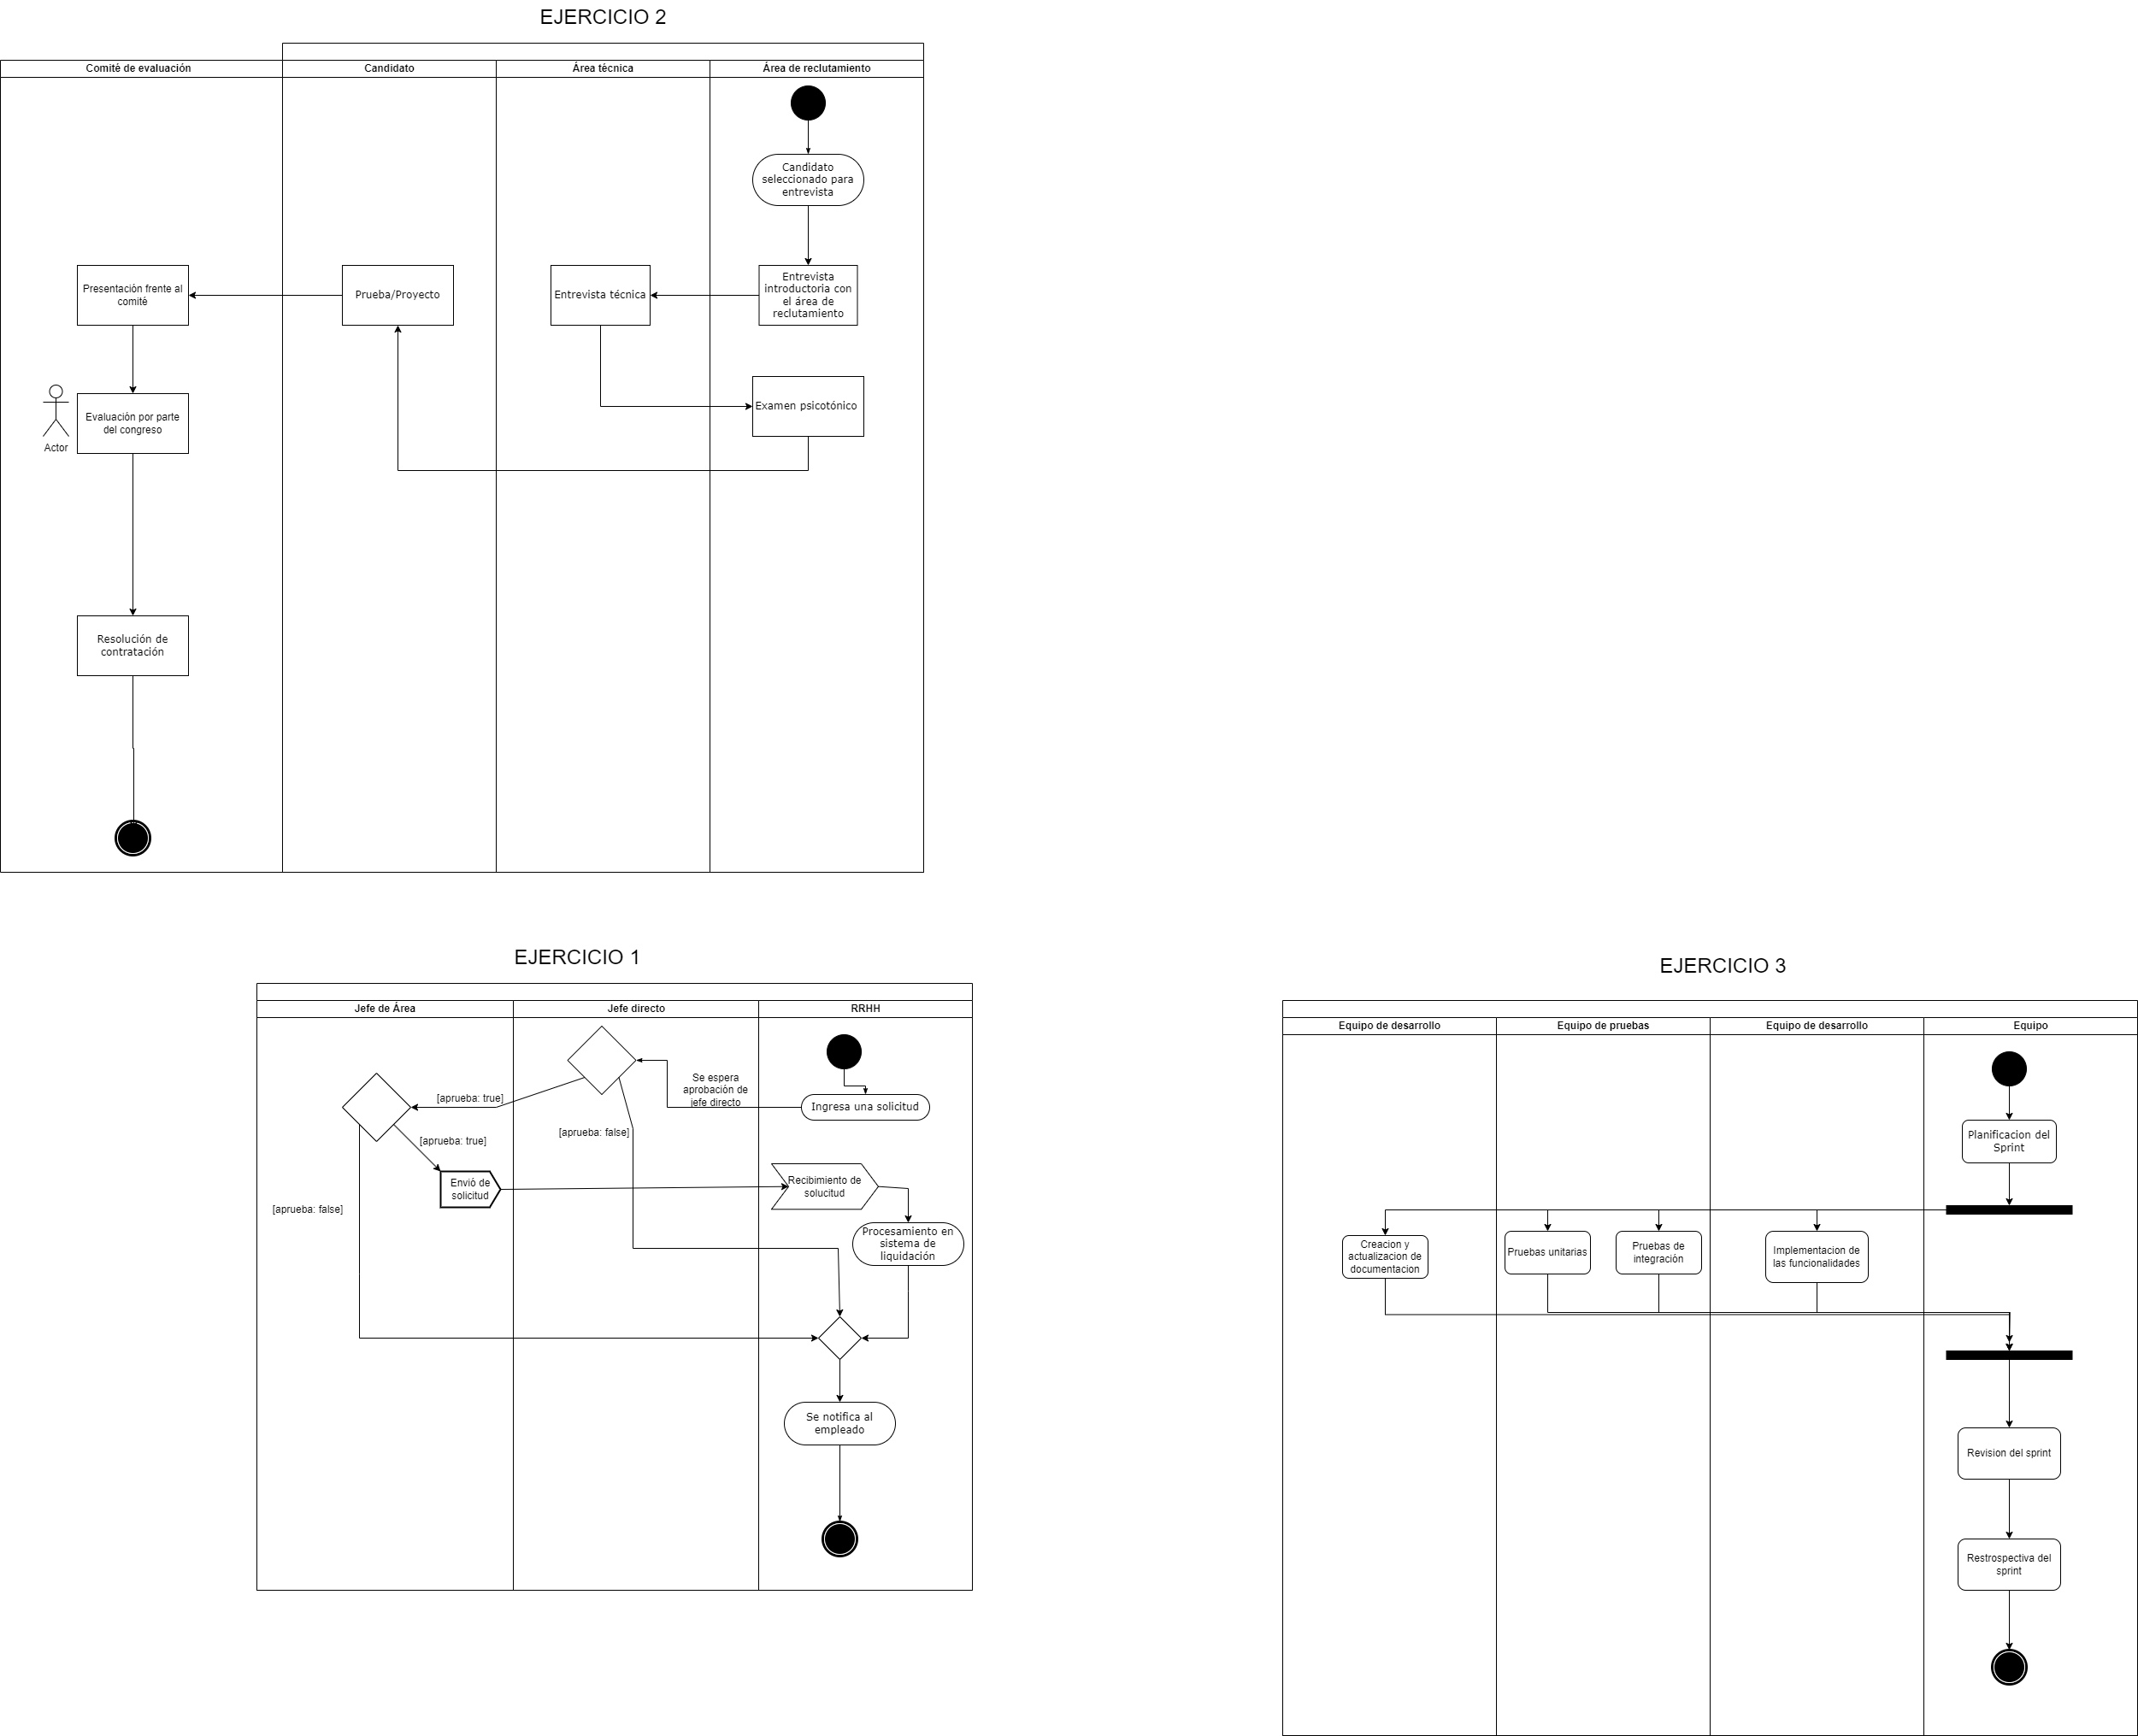 EJERCICIO 2
Comité de evaluación
Candidato
Área técnica
Área de reclutamiento
Candidato
seleccionado para
entrevista
Presentación frente al
comité
Prueba/Proyecto
Entrevista técnica
Entrevista
introductoria con
el área de
reclutamiento
Actor
Evaluación por parte
del congreso
Examen psicotónico
Resolución de
contratación
EJERCICIO 1
Jefe de Área
Jefe directo
RRHH
Se espera
aprobación de
jefe directo
Ingresa una solicitud
[aprueba: true]
[aprueba: true]
[aprueba: false]
[aprueba: false]
Envió de
solicitud
Recibimiento de
solucitud
Procesamiento en
sistema de
liquidación
Se notifica al
empleado
EJERCICIO 3
Equipo de desarrollo
Equipo de pruebas
Equipo de desarrollo
Equipo
Planificacion del
Sprint
Creacion y
actualizacion de
documentacion
Pruebas unitarias
Pruebas de
integración
Implementacion de
las funcionalidades
Revision del sprint
Restrospectiva del
sprint